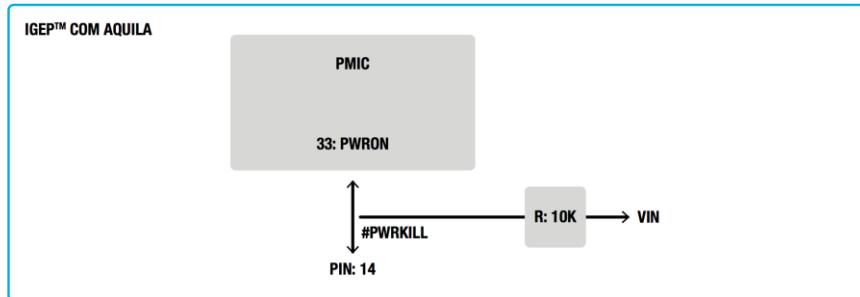 IGEP™ COM AQUILA
PMIC
33: PWRON
R: 10K
VIN
#PWRKILL
PIN: 14